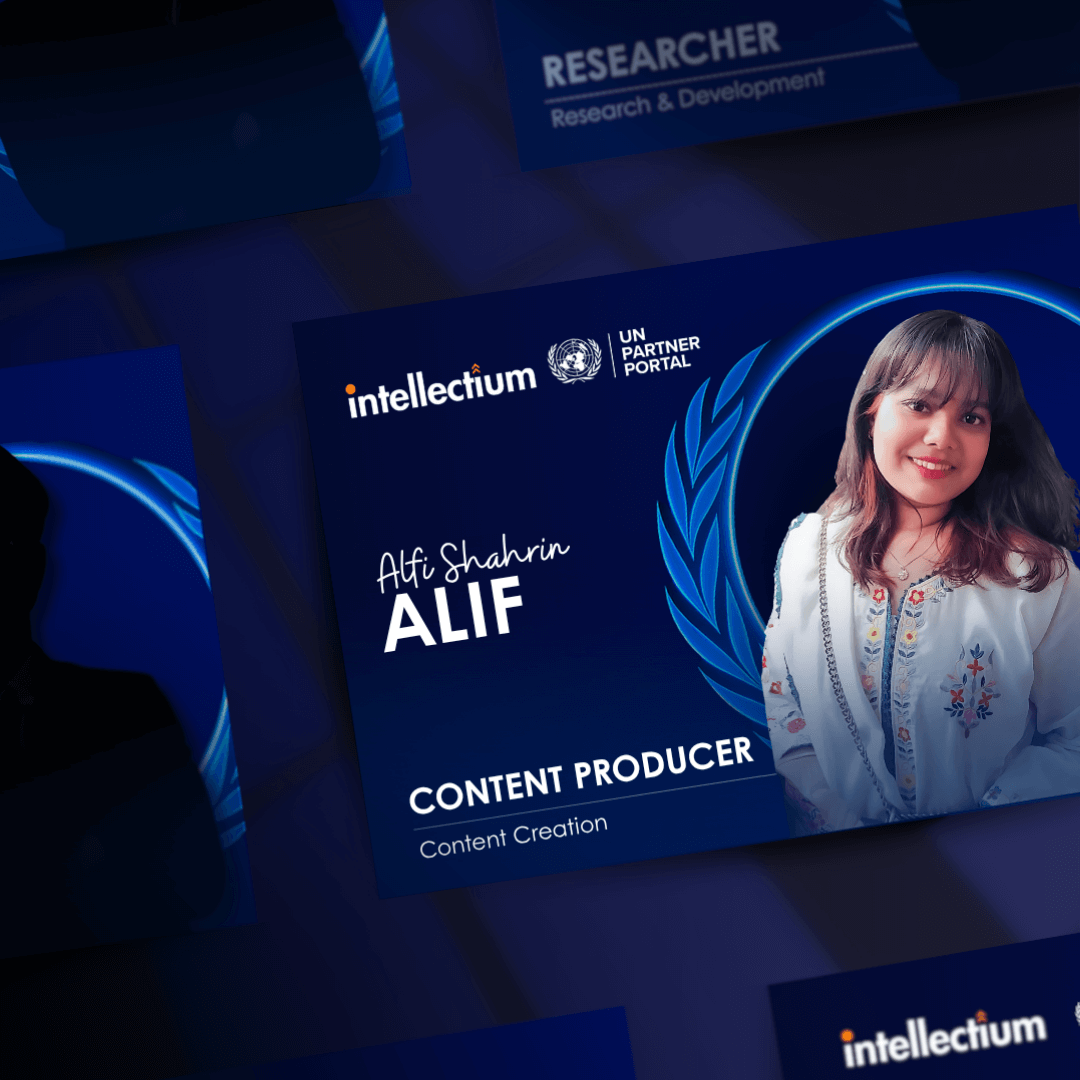 RESEARCHER
Research & Development
intellectium
UN
PARTNER
PORTAL
Alfi Shahrin
ALIF
CONTENT PRODUCER
Content Creation
intellectium